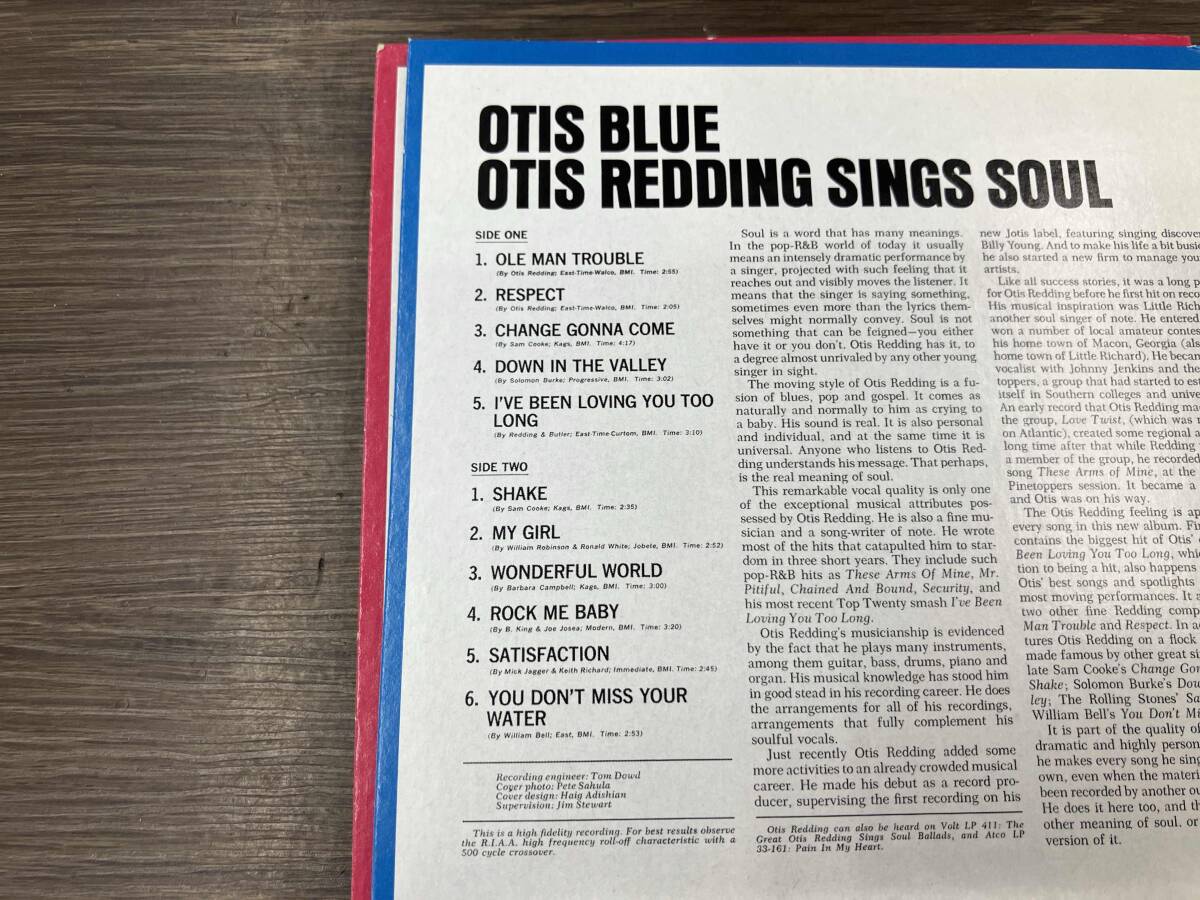 OTIS BLUE
OTIS REDDING SINGS SOUL
SIDE ONE
1. OLE MAN TROUBLE
(By Otis Redding; East-Time-Walco, BMI. Time: 2:55)
2. RESPECT
(By Otis Redding; East-Time-Walco, BMI. Time: 2:05)
3. CHANGE GONNA COME
(By Sam Cooke; Kags, BMI. Time: 4:17)
4. DOWN IN THE VALLEY
(By Solomon Burke; Progressive, BMI. Time: 3:02)
5. I'VE BEEN LOVING YOU TOO
LONG
(By Redding & Butler; East-Time-Curtom, BMI. Time: 3:10)
SIDE TWO
1. SHAKE
(By Sam Cooke; Kags, BMI. Time: 2:35)
2. MY GIRL
(By William Robinson & Ronald White; Jobete, BMI. Time: 2:52)
3. WONDERFUL WORLD
(By Barbara Campbell; Kags, BMI. Time: 3:00)
4. ROCK ME BABY
(By B. King & Joe Josea; Modern, BMI. Time: 3:20)
5. SATISFACTION
(By Mick Jagger & Keith Richard; Immediate, BMI. Time: 2:45)
6. YOU DON'T MISS YOUR
WATER
(By William Bell; East, BMI. Time: 2:53)
Recording engineer: Tom Dowd
Cover photo: Pete Sahula
Cover design: Haig Adishian
Supervision: Jim Stewart
This is a high fidelity recording. For best results observe
the R.I.A.A. high frequency roll-off characteristic with a
500 cycle crossover.
Soul is a word that has many meanings.
In the pop-R&B world of today it usually
means an intensely dramatic performance by
a singer, projected with such feeling that it
reaches out and visibly moves the listener. It
means that the singer is saying something,
sometimes even more than the lyrics them-
selves might normally convey. Soul is not
something that can be feigned—you either
have it or you don't. Otis Redding has it, to
a degree almost unrivaled by any other young
singer in sight.
The moving style of Otis Redding is a fu-
sion of blues, pop and gospel. It comes as
naturally and normally to him as crying to
a baby. His sound is real. It is also personal
and individual, and at the same time it is
universal. Anyone who listens to Otis Red-
ding understands his message. That perhaps,
is the real meaning of soul.
This remarkable vocal quality is only one
of the exceptional musical attributes pos-
sessed by Otis Redding. He is also a fine mu-
sician and a song-writer of note. He wrote
most of the hits that catapulted him to star-
dom in three short years. They include such
pop-R&B hits as These Arms Of Mine, Mr.
Pitiful, Chained And Bound, Security, and
his most recent Top Twenty smash I've Been
Loving You Too Long.
Otis Redding's musicianship is evidenced
by the fact that he plays many instruments,
among them guitar, bass, drums, piano and
organ. His musical knowledge has stood him
in good stead in his recording career. He does
the arrangements for all of his recordings,
arrangements that fully complement his
soulful vocals.
Just recently Otis Redding added some
more activities to an already crowded musical
career. He made his debut as a record pro-
ducer, supervising the first recording on his
Otis Redding can also be heard on Volt LP 411: The
Great Otis Redding Sings Soul Ballads, and Atco LP
33-161: Pain In My Heart.
new Jotis label, featuring singing discover
Billy Young. And to make his life a bit busie
he also started a new firm to manage you
artists.
Like all success stories, it was a long p
for Otis Redding before he first hit on reco
His musical inspiration was Little Rich
another soul singer of note. He entered
won a number of local amateur contes
his home town of Macon, Georgia (als
home town of Little Richard). He becam
vocalist with Johnny Jenkins and the
toppers, a group that had started to est
itself in Southern colleges and unive
An early record that Otis Redding ma
the group, Love Twist, (which was r
on Atlantic), created some regional a
long time after that while Redding
a member of the group, he recorded
song These Arms of Mine, at the
Pinetoppers session. It became a
and Otis was on his way.
The Otis Redding feeling is ap
every song in this new album. Fir
contains the biggest hit of Otis'
Been Loving You Too Long, whic
tion to being a hit, also happens
Otis' best songs and spotlights
most moving performances. It a
two other fine Redding comp
Man Trouble and Respect. In ad
tures Otis Redding on a flock
made famous by other great si
late Sam Cooke's Change Gon
Shake; Solomon Burke's Dow
ley; The Rolling Stones' Sa
William Bell's You Don't Mi
It is part of the quality of
dramatic and highly person
he makes every song he sing
own, even when the materi
been recorded by another ou
He does it here too, and th
other meaning of soul, or
version of it.